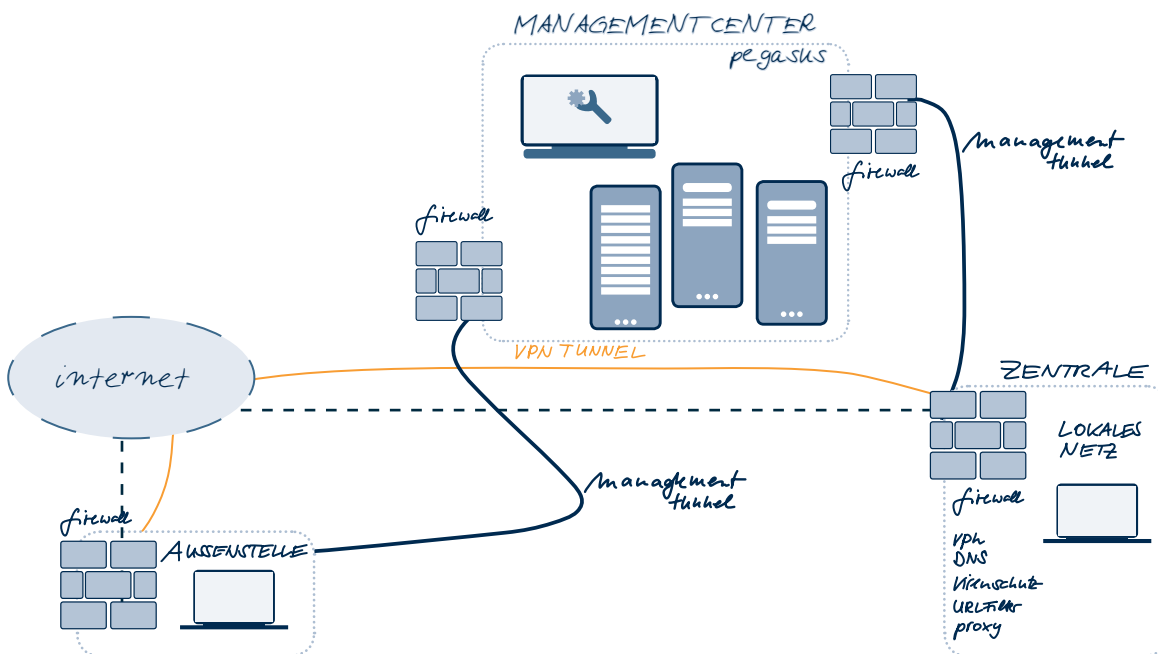 MANAGEMENTCENTER
pegasus
firewall
management
tunnel
firewall
VPN TUNNEL
internet
ZENTRALE
LOKALES
NETZ
firewall
vpn
DNS
Virenschutz
URLFilter
proxy
management
tunnel
firewall
AUSSENSTELLE